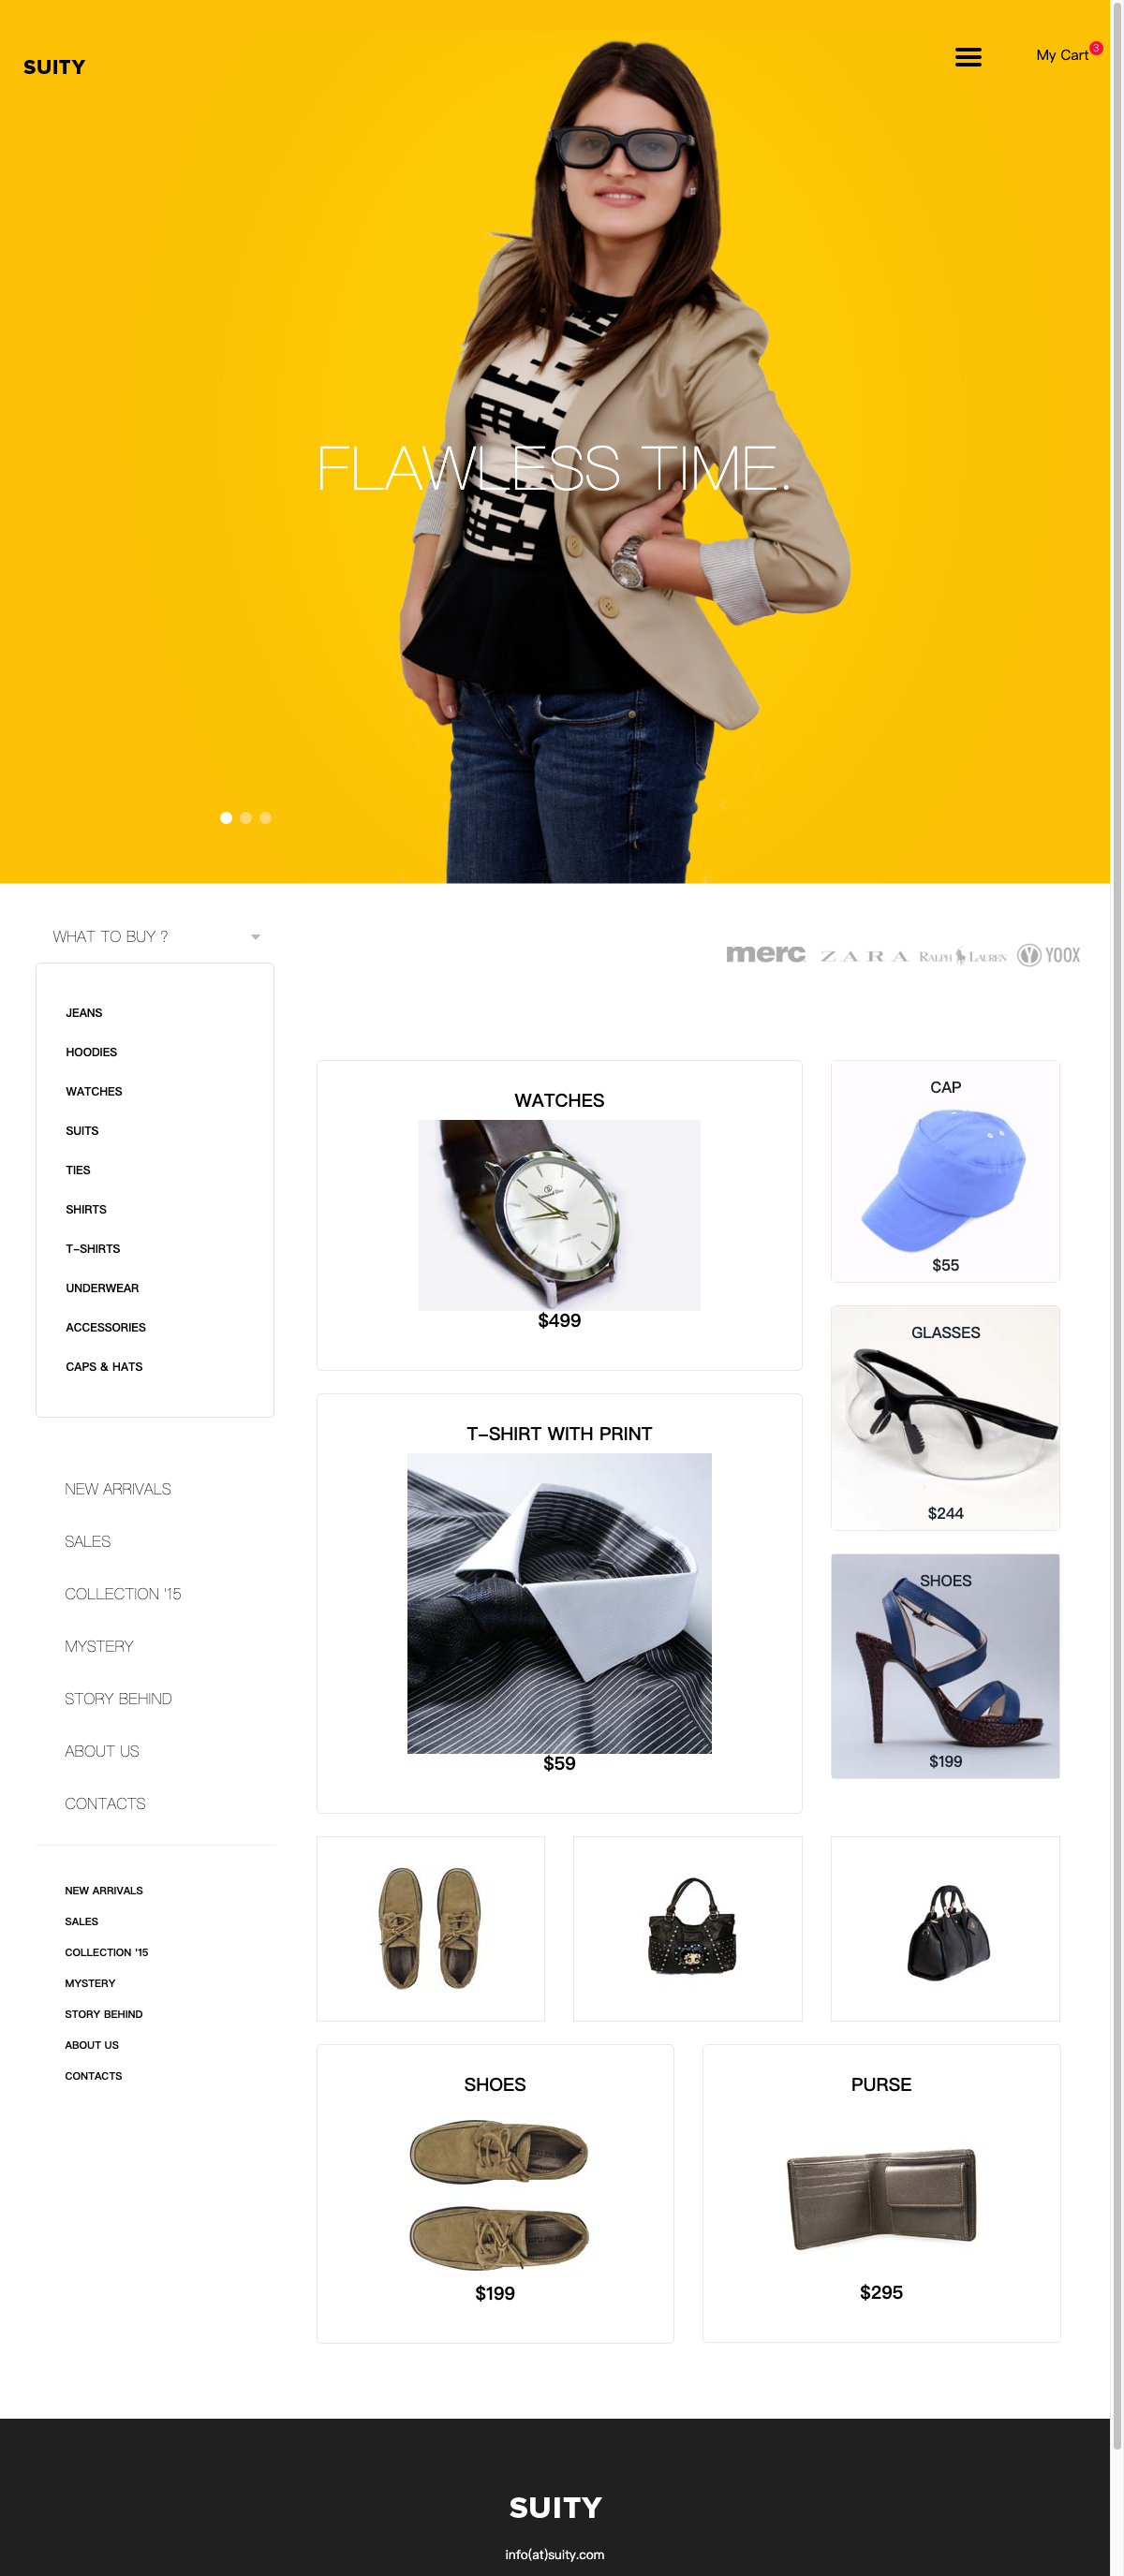 SUITY
My Cart
3
FLAWLESS TIME.
WHAT TO BUY ?
merc
ZARA
RALPH LAUREN
YOOX
JEANS
HOODIES
WATCHES
SUITS
TIES
SHIRTS
T-SHIRTS
UNDERWEAR
ACCESSORIES
CAPS & HATS
NEW ARRIVALS
SALES
COLLECTION '15
MYSTERY
STORY BEHIND
ABOUT US
CONTACTS
NEW ARRIVALS
SALES
COLLECTION '15
MYSTERY
STORY BEHIND
ABOUT US
CONTACTS
WATCHES
$499
CAP
$55
GLASSES
$244
T-SHIRT WITH PRINT
$59
SHOES
$199
SHOES
$199
PURSE
$295
SUITY
info(at)suity.com